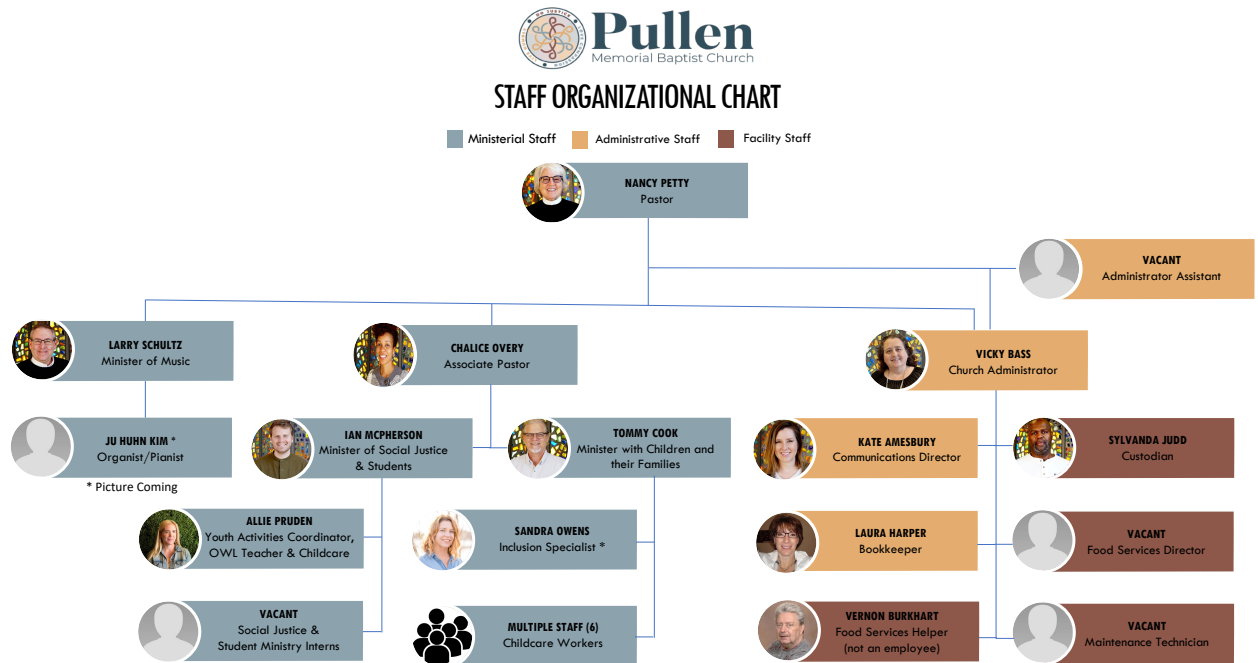 Pullen
Memorial Baptist Church
STAFF ORGANIZATIONAL CHART
Ministerial Staff
Administrative Staff
Facility Staff
NANCY PETTY
Pastor
VACANT
Administrator Assistant
LARRY SCHULTZ
Minister of Music
CHALICE OVERY
Associate Pastor
VICKY BASS
Church Administrator
JU HUHN KIM *
Organist/Pianist
* Picture Coming
IAN MCPHERSON
Minister of Social Justice
& Students
TOMMY COOK
Minister with Children and
their Families
KATE AMESBURY
Communications Director
SYLVANDA JUDD
Custodian
ALLIE PRUDEN
Youth Activities Coordinator,
OWL Teacher & Childcare
SANDRA OWENS
Inclusion Specialist *
LAURA HARPER
Bookkeeper
VACANT
Food Services Director
VACANT
Social Justice &
Student Ministry Interns
MULTIPLE STAFF (6)
Childcare Workers
VERNON BURKHART
Food Services Helper
(not an employee)
VACANT
Maintenance Technician